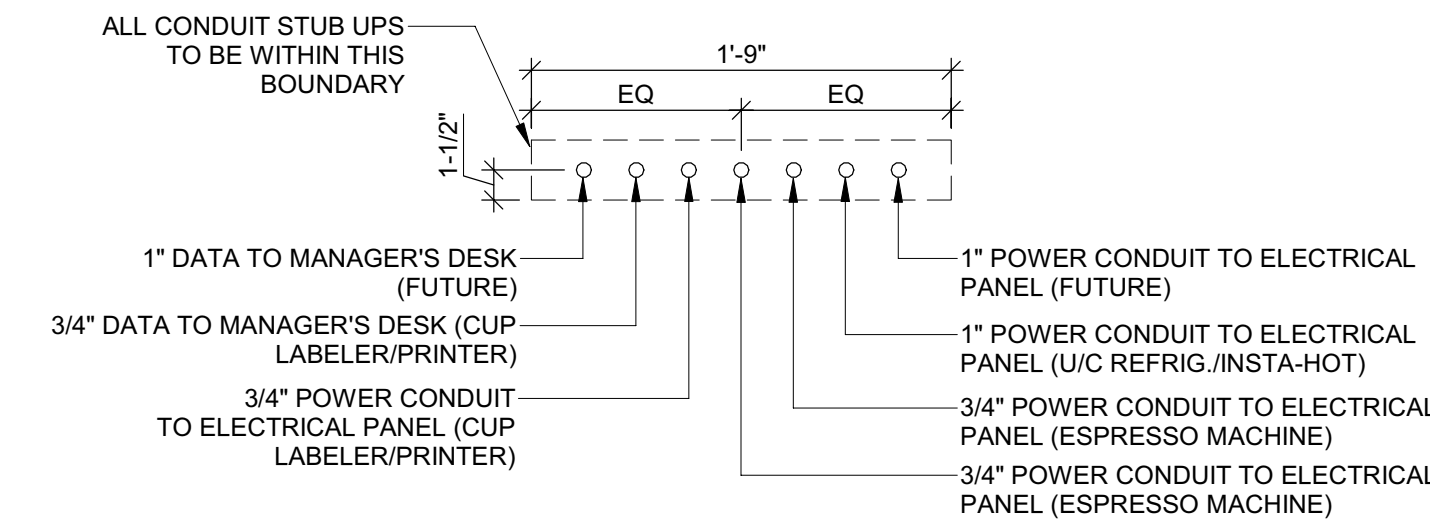 ALL CONDUIT STUB UPS
TO BE WITHIN THIS
BOUNDARY
1'-9"
EQ
EQ
1-1/2"
1" DATA TO MANAGER'S DESK
(FUTURE)
3/4" DATA TO MANAGER'S DESK (CUP
LABELER/PRINTER)
3/4" POWER CONDUIT
TO ELECTRICAL PANEL (CUP
LABELER/PRINTER)
1" POWER CONDUIT TO ELECTRICAL
PANEL (FUTURE)
1" POWER CONDUIT TO ELECTRICAL
PANEL (U/C REFRIG./INSTA-HOT)
3/4" POWER CONDUIT TO ELECTRICAL
PANEL (ESPRESSO MACHINE)
3/4" POWER CONDUIT TO ELECTRICAL
PANEL (ESPRESSO MACHINE)